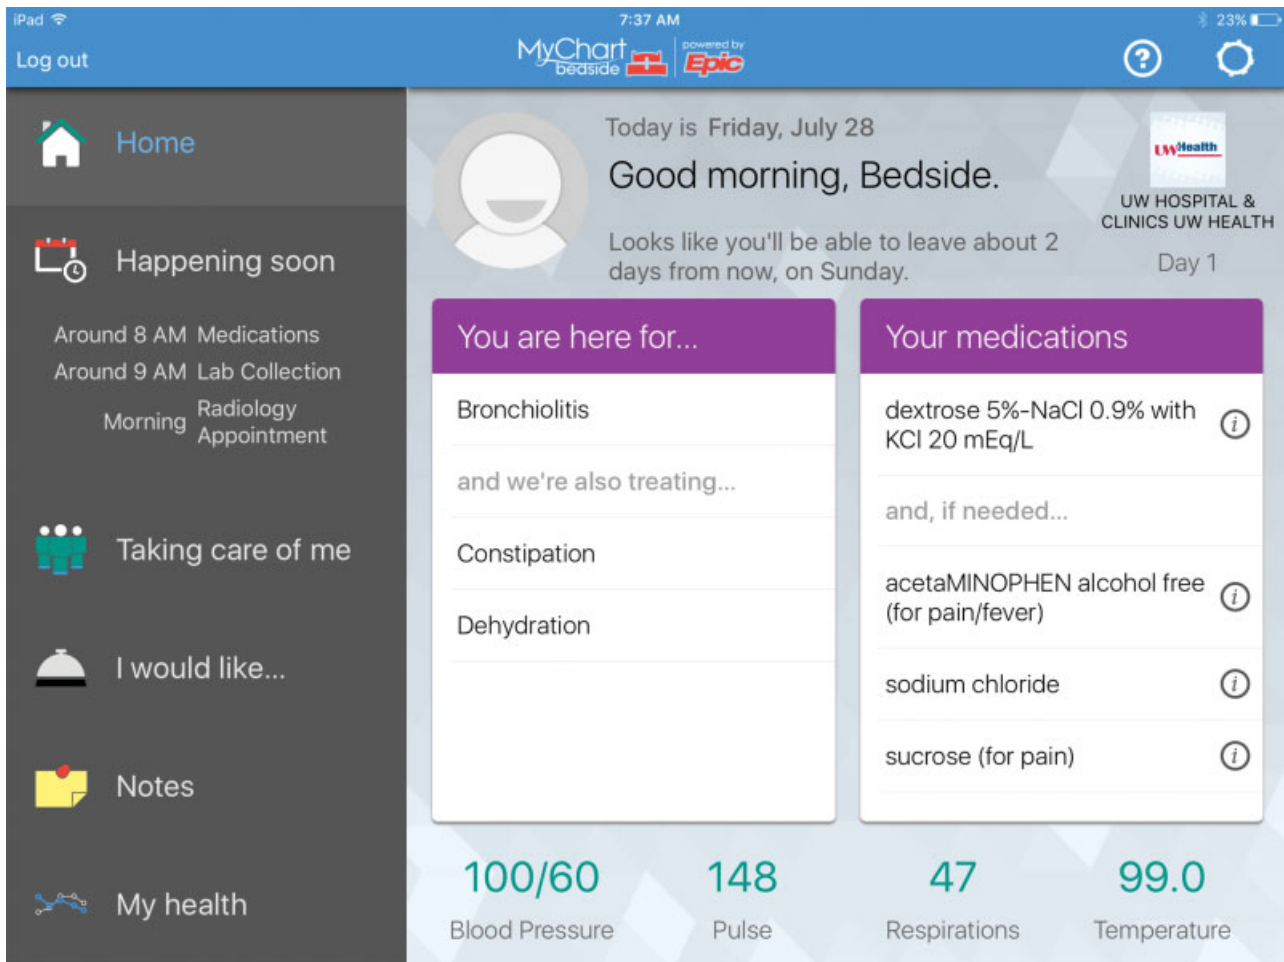 iPad 7:37 AM 23%
Log out MyChart bedside powered by Epic ?
Home
Happening soon
Around 8 AM Medications
Around 9 AM Lab Collection
Morning Radiology
Appointment
Taking care of me
I would like...
Notes
My health
Today is Friday, July 28
Good morning, Bedside.
Looks like you'll be able to leave about 2
days from now, on Sunday.
UWHealth
UW HOSPITAL &
CLINICS UW HEALTH
Day 1
You are here for...
Bronchiolitis
and we're also treating...
Constipation
Dehydration
Your medications
dextrose 5%-NaCl 0.9% with
KCl 20 mEq/L
i
and, if needed...
acetaMINOPHEN alcohol free
(for pain/fever)
i
sodium chloride i
sucrose (for pain) i
100/60 148 47 99.0
Blood Pressure Pulse Respirations Temperature